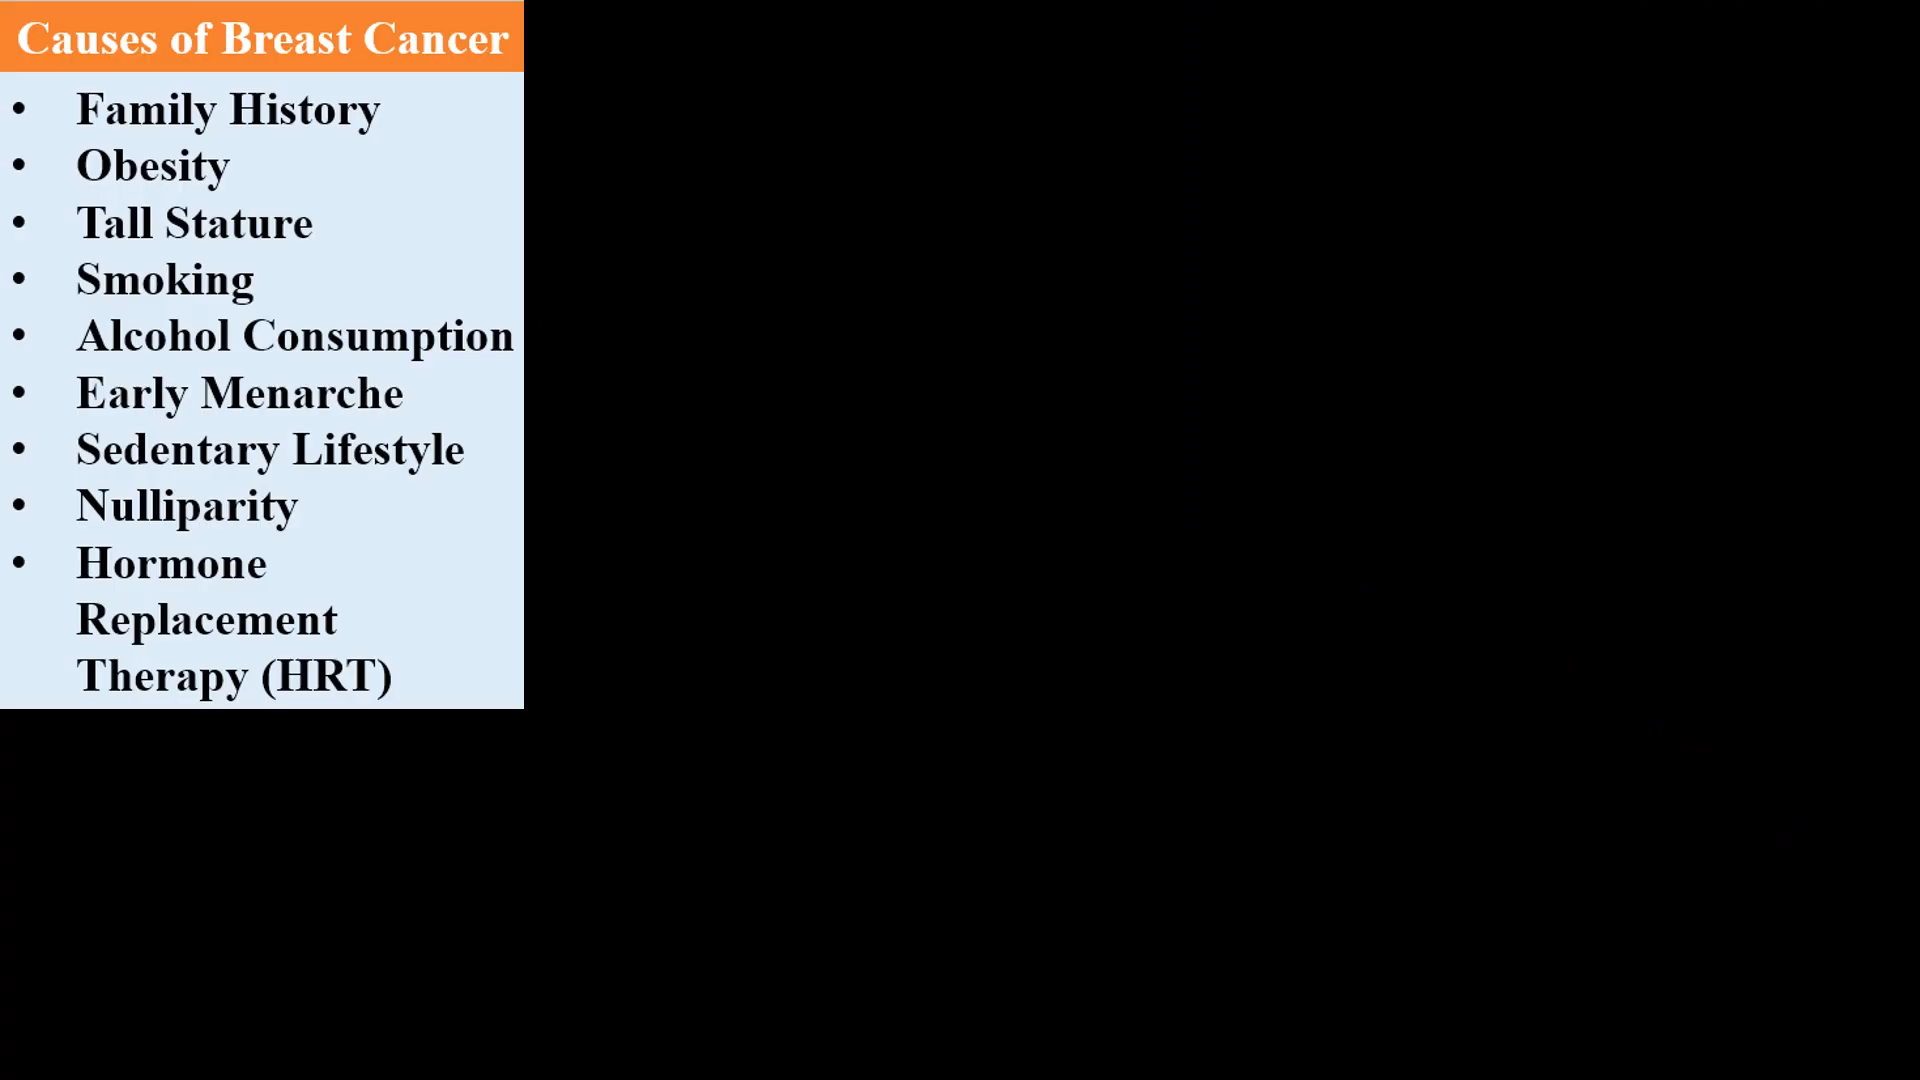 Causes of Breast Cancer
• Family History
• Obesity
• Tall Stature
• Smoking
• Alcohol Consumption
• Early Menarche
• Sedentary Lifestyle
• Nulliparity
• Hormone
Replacement
Therapy (HRT)